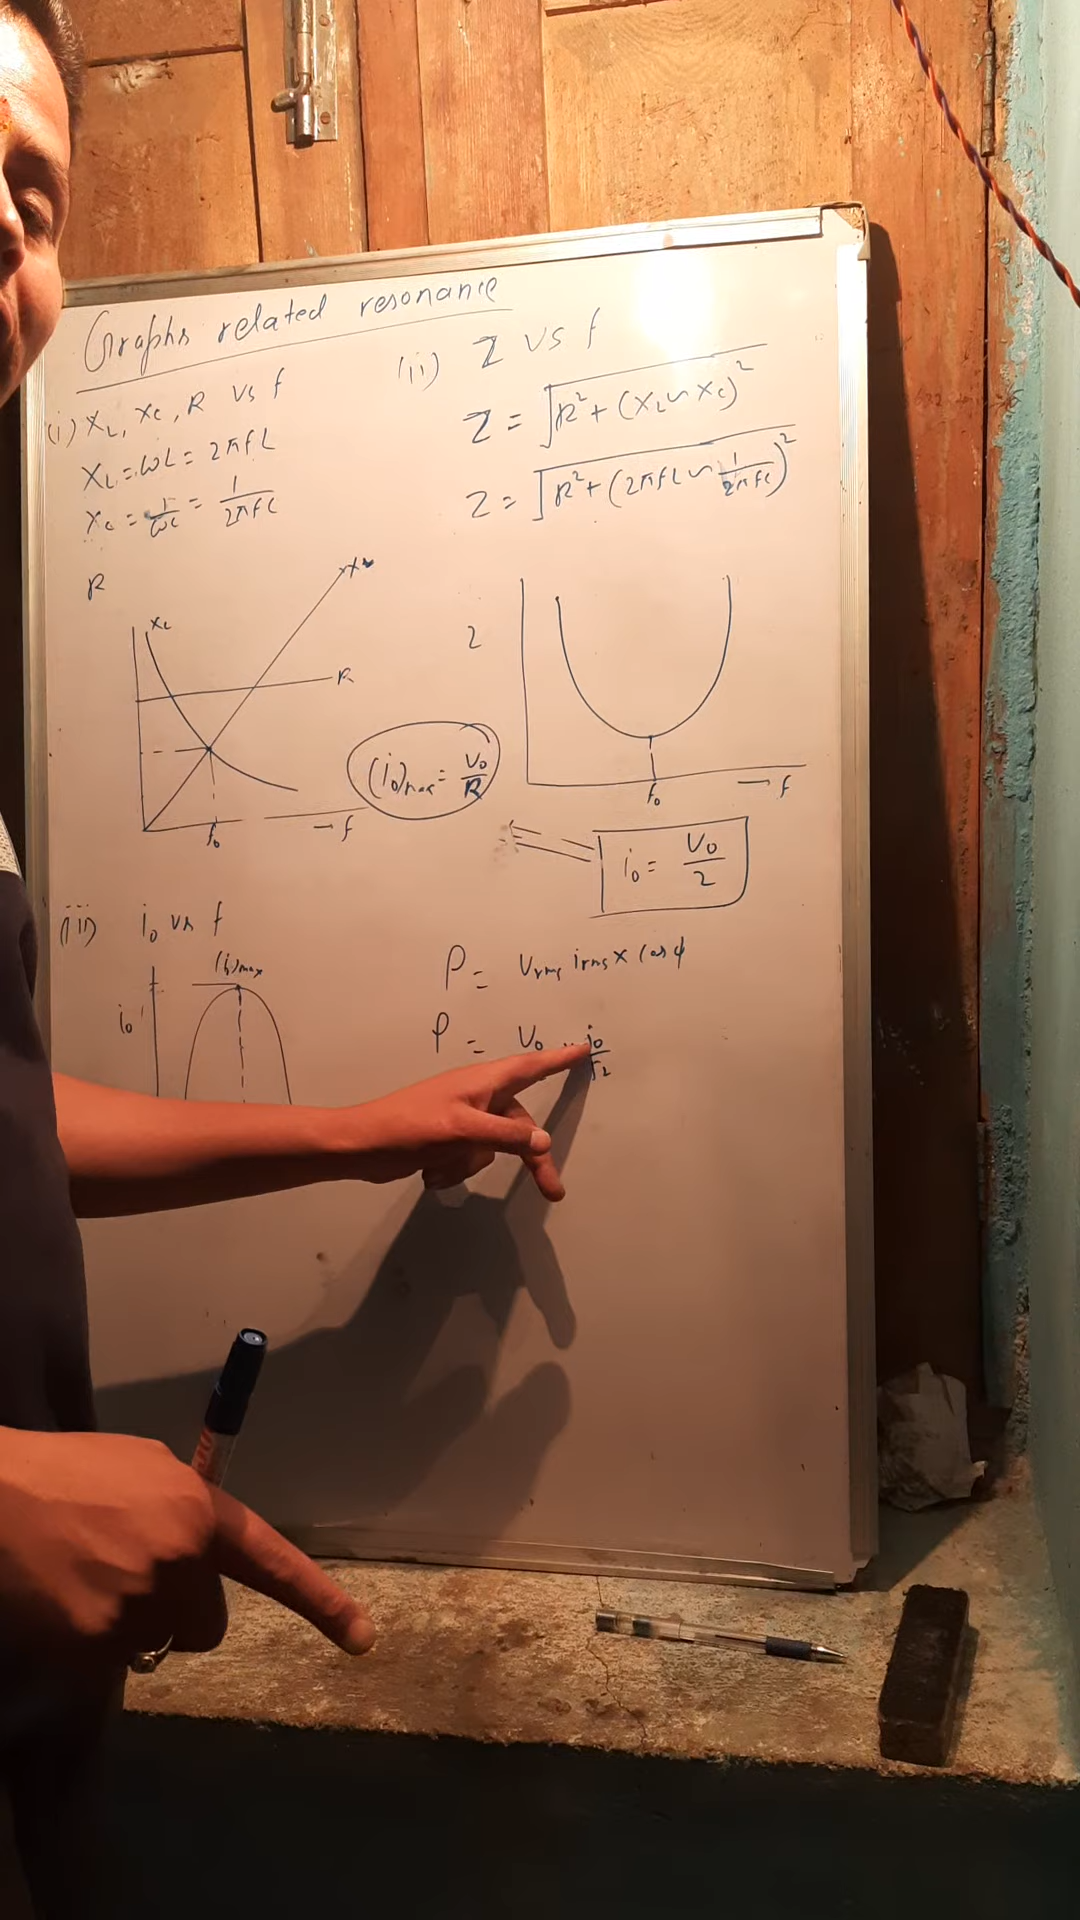 Graphs related resonance
(i) XL, Xc, R vs f
XL = ωL = 2πfL
Xc = 1/ωC = 1/2πfC
R
Xc
XL
R
f0
→ f
(ii) Z vs f
Z = √R² + (XL ~ Xc)²
Z = √R² + (2πfL ~ 1/2πfC)²
Z
f0
→ f
(i0)max = V0/R
i0 = V0/Z
(iii) i0 vs f
(i0)max
i0
P = Vrms irms × cos φ
P = V0 × i0/√2